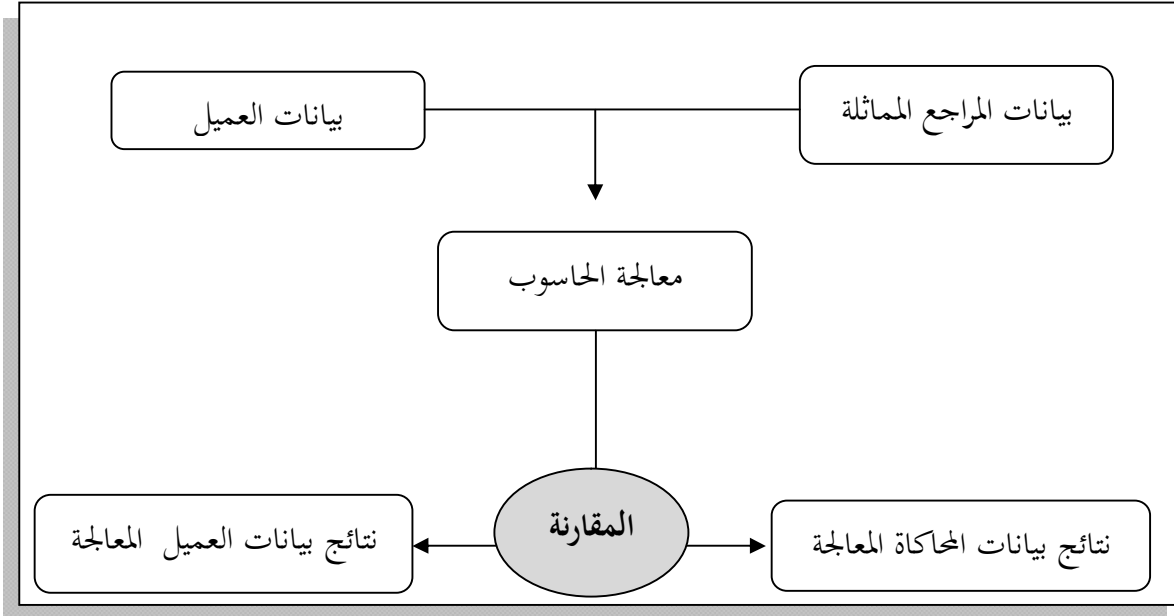 بيانات المراجع المماثلة
بيانات العميل
معالجة الحاسوب
المقارنة
نتائج بيانات المحاكاة المعالجة
نتائج بيانات العميل المعالجة